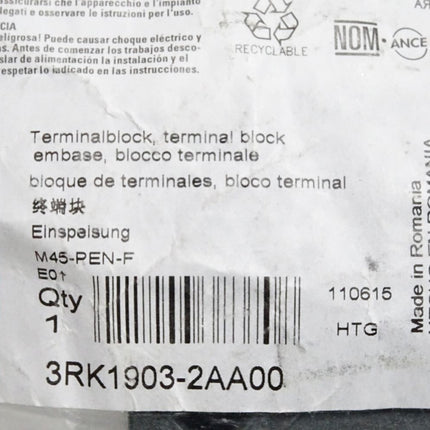 assicurarsi che l'apparecchio e l'impianto
legati e osservare le istruzioni per l'uso.
CIA
eligrosa! Puede causar choque eléctrico y
s. Antes de comenzar los trabajos desco-
slar de alimentación la instalación y el
espetar lo indicado en las instrucciones.
RECYCLABLE
NOM-
ANCE
Terminalblock, terminal block
embase, blocco terminale
bloque de terminales, bloco terminal
终端块
Einspeisung
M45-PEN-F
E01
Qty
1
110615
HTG
3RK1903-2AA00
Made in Romania